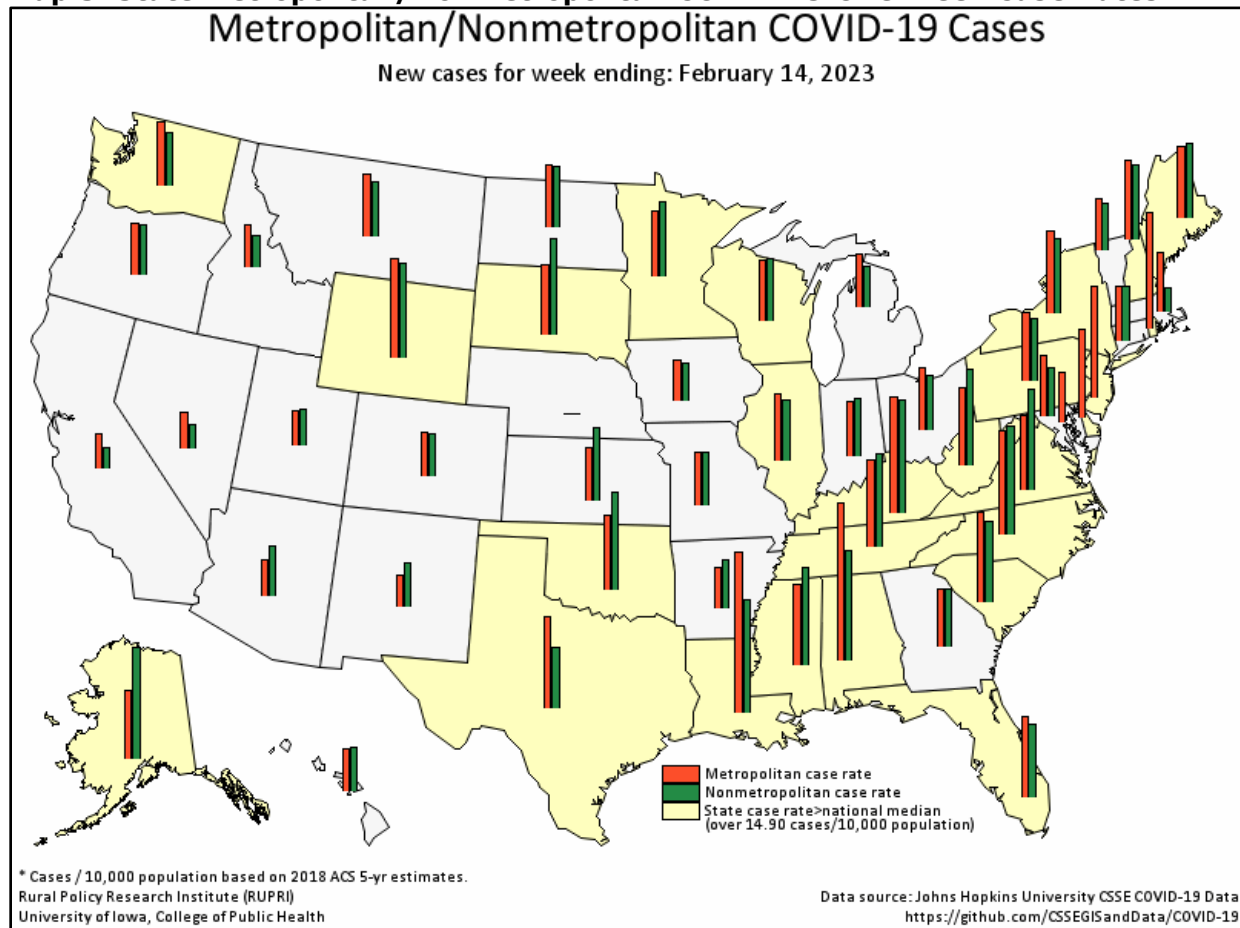 Metropolitan/Nonmetropolitan COVID-19 Cases
New cases for week ending: February 14, 2023
Metropolitan case rate
Nonmetropolitan case rate
State case rate>national median
(over 14.90 cases/10,000 population)
* Cases / 10,000 population based on 2018 ACS 5-yr estimates.
Rural Policy Research Institute (RUPRI)
University of Iowa, College of Public Health
Data source: Johns Hopkins University CSSE COVID-19 Data
https://github.com/CSSEGISandData/COVID-19